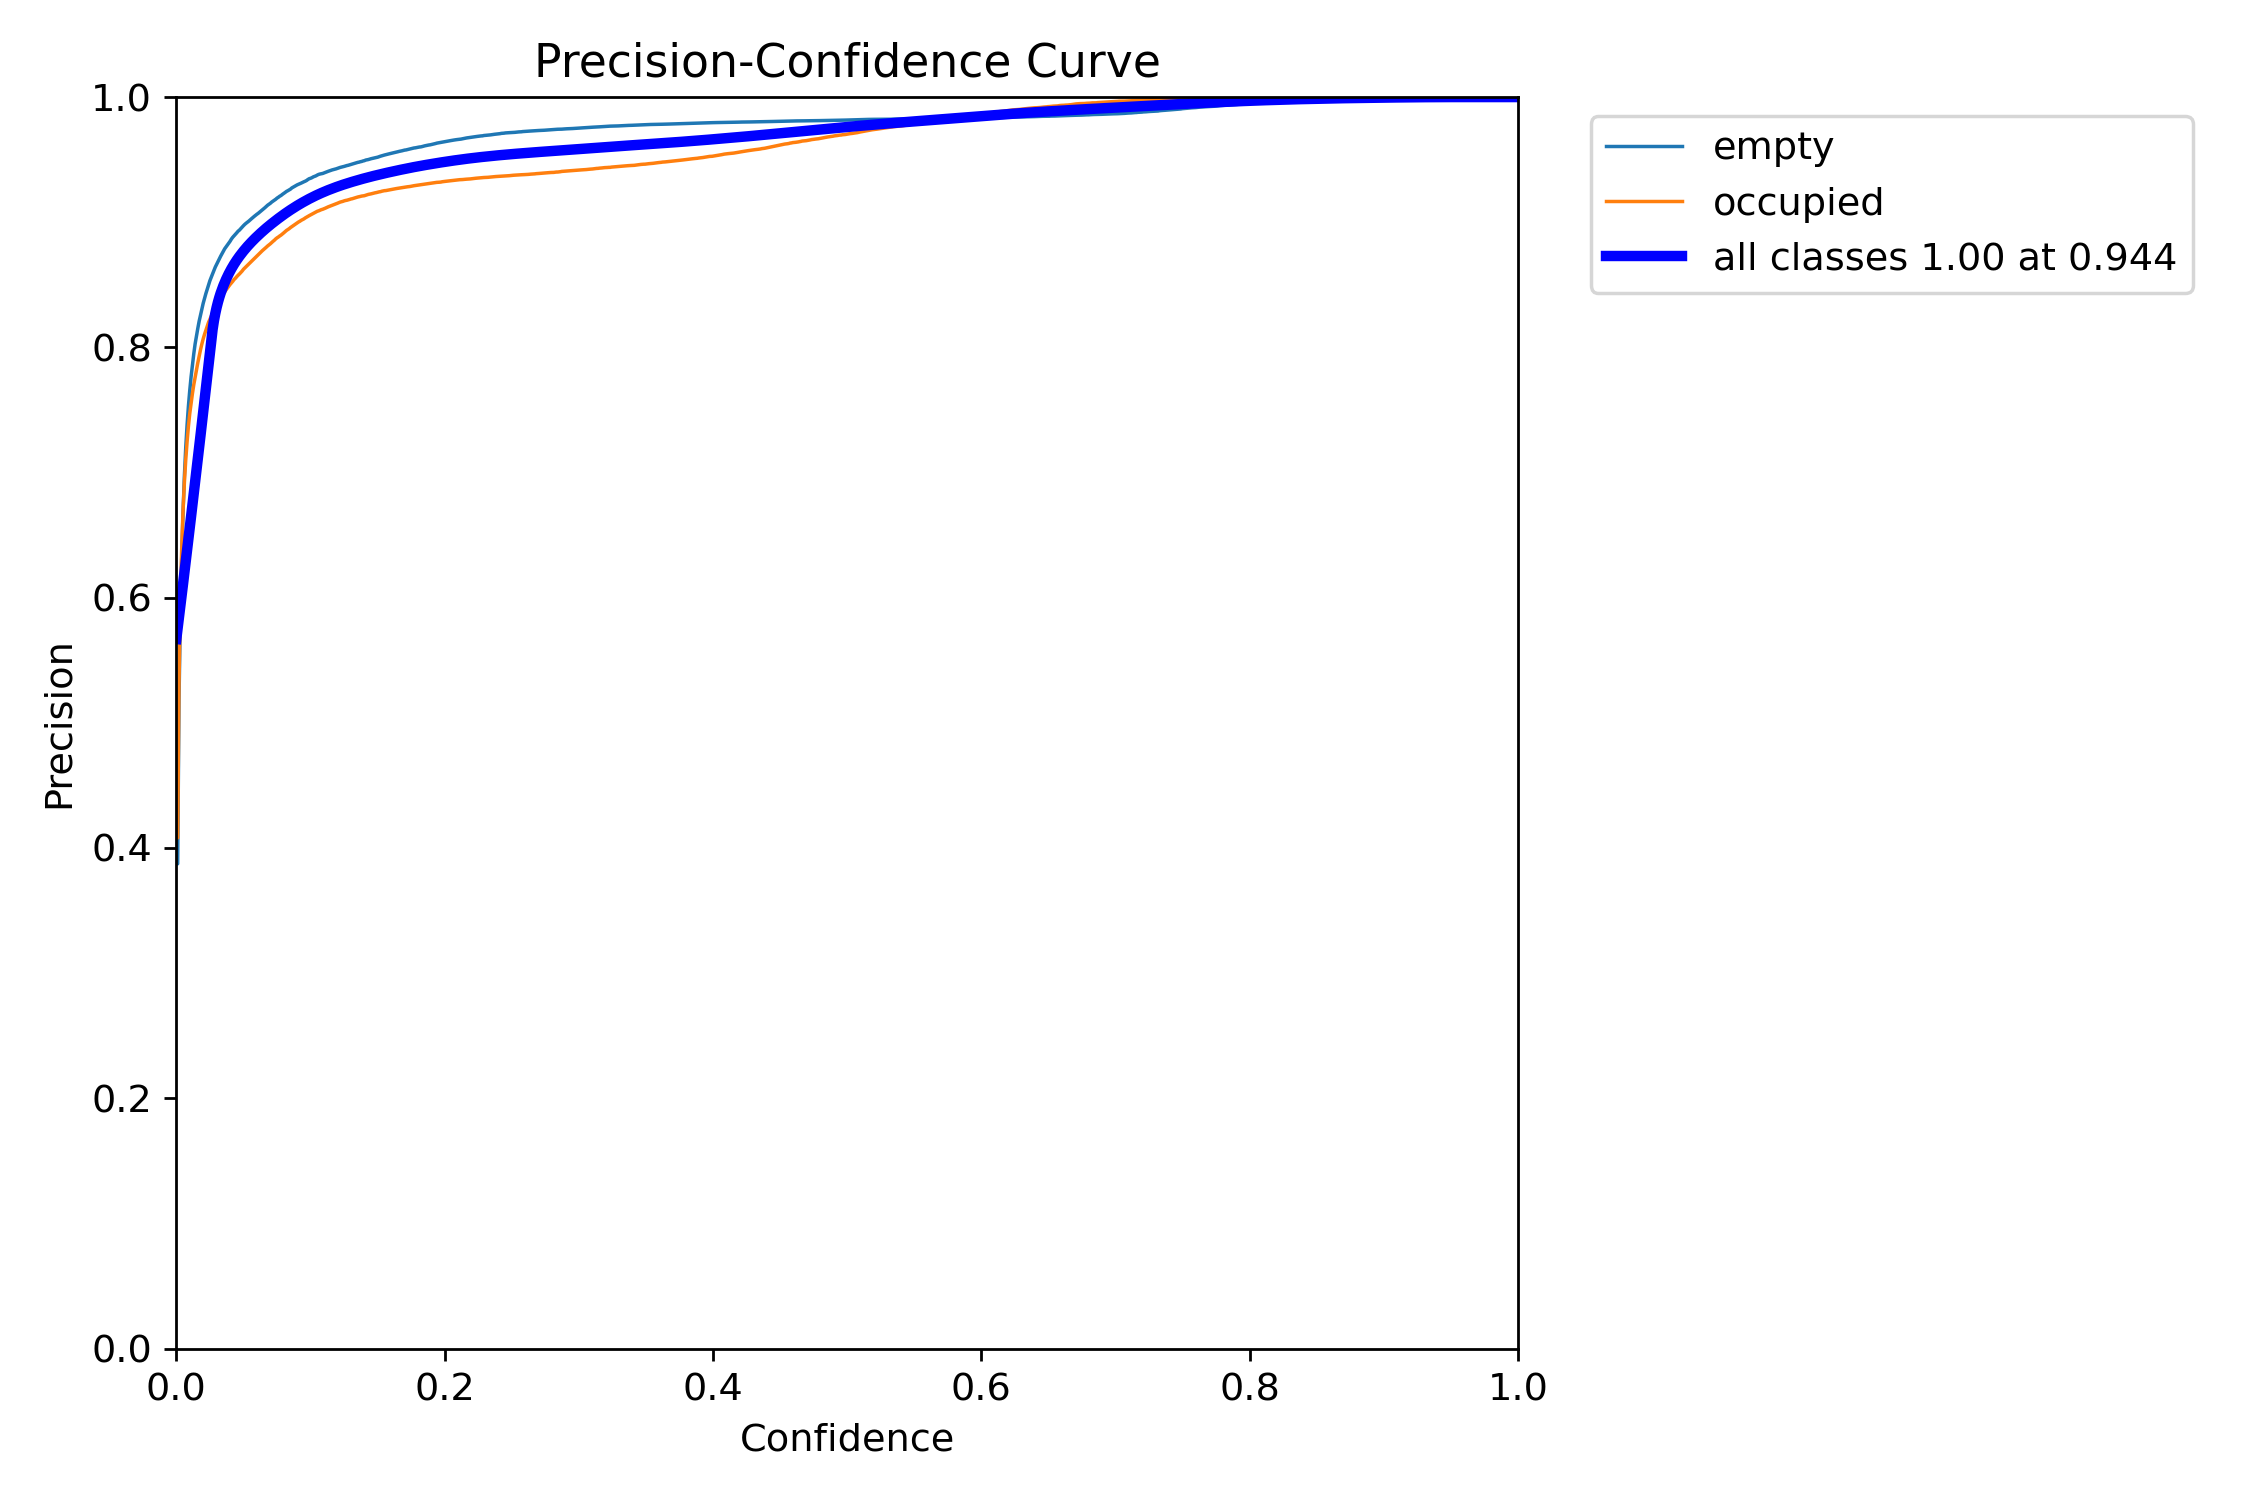 Precision-Confidence Curve
1.0
0.8
0.6
0.4
0.2
0.0
Precision
0.0 0.2 0.4 0.6 0.8 1.0
Confidence
empty
occupied
all classes 1.00 at 0.944